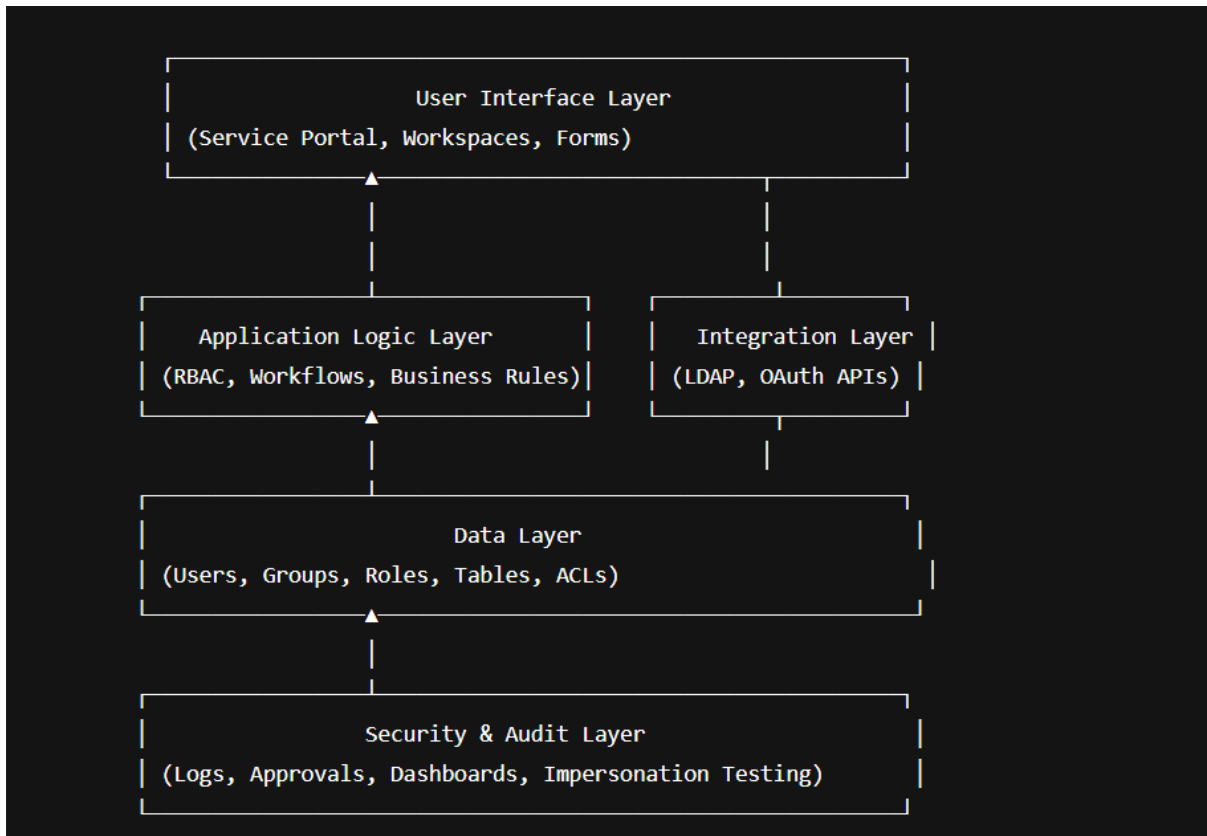 User Interface Layer
(Service Portal, Workspaces, Forms)
Application Logic Layer
(RBAC, Workflows, Business Rules)
Integration Layer
(LDAP, OAuth APIs)
Data Layer
(Users, Groups, Roles, Tables, ACLs)
Security & Audit Layer
(Logs, Approvals, Dashboards, Impersonation Testing)